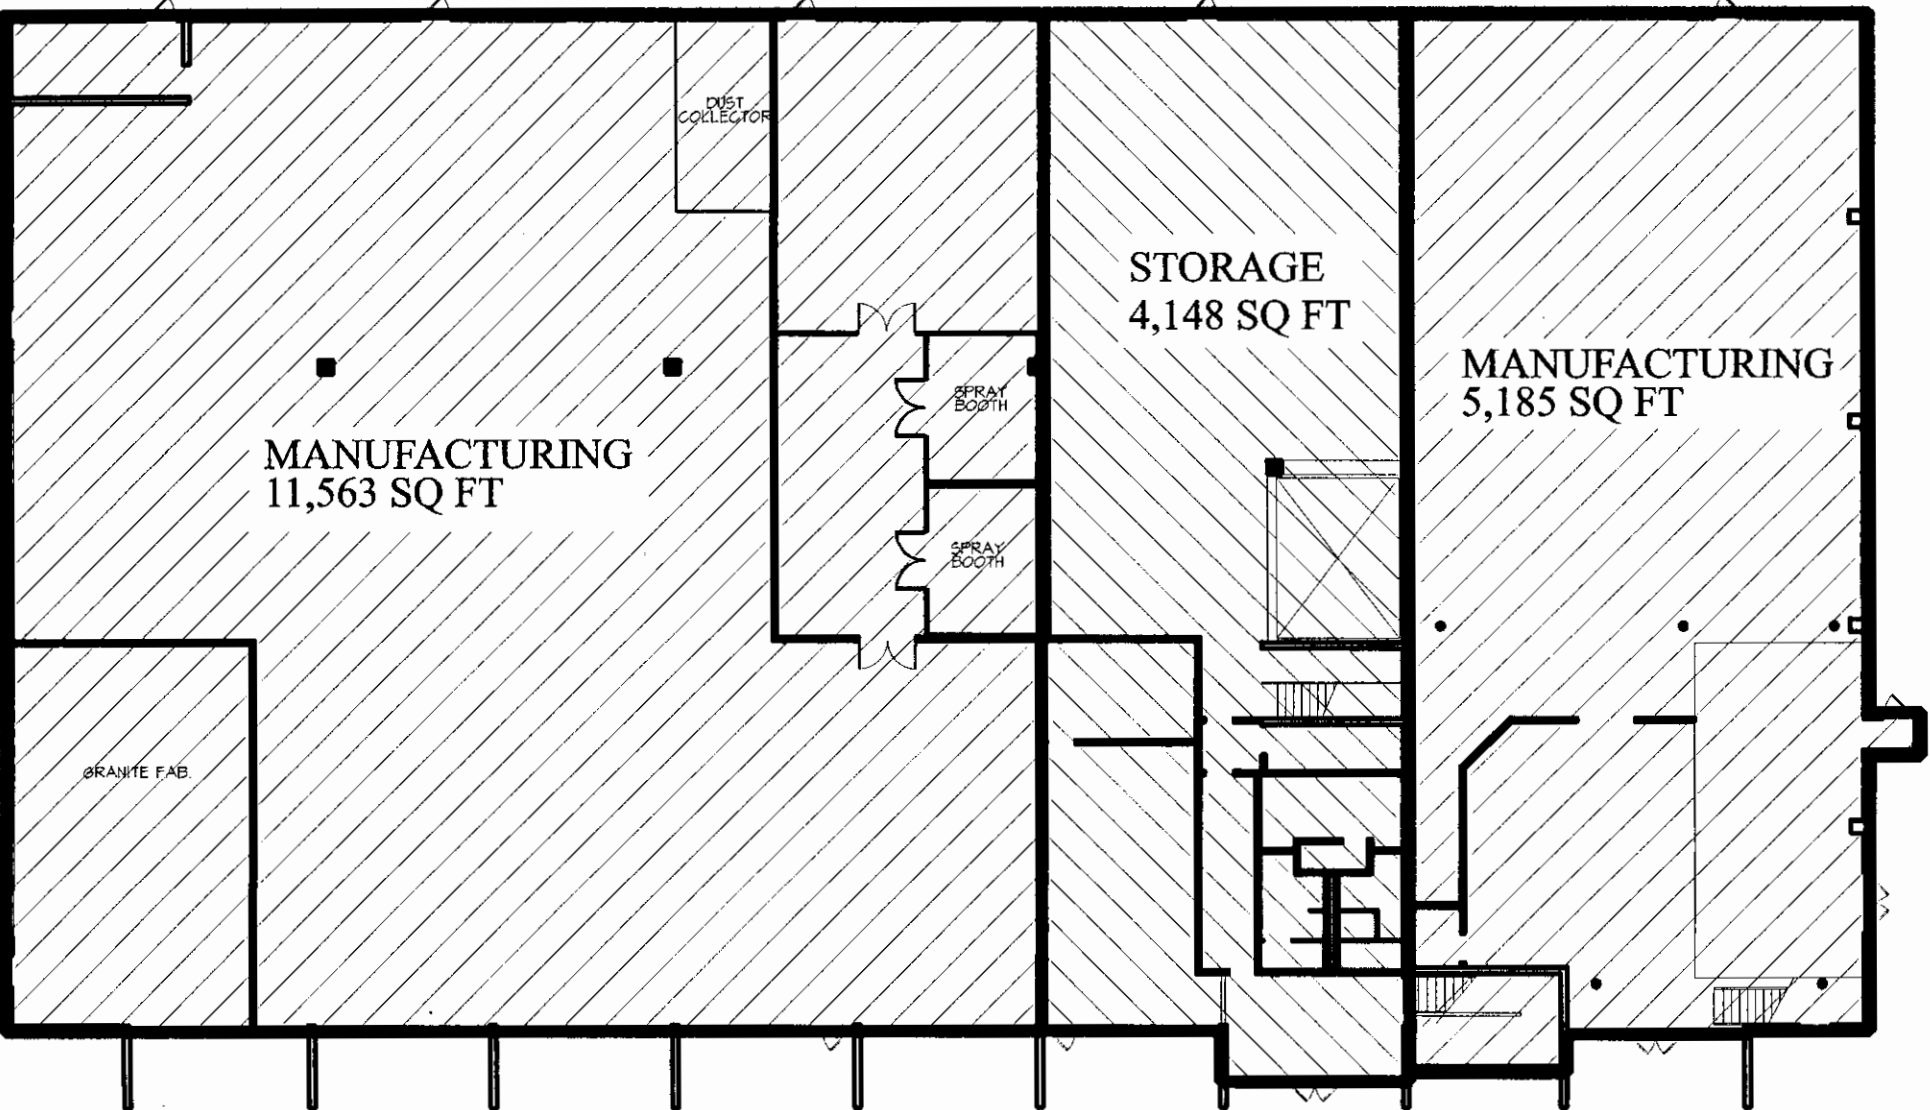 DUST
COLLECTOR
STORAGE
4,148 SQ FT
MANUFACTURING
5,185 SQ FT
SPRAY
BOOTH
MANUFACTURING
11,563 SQ FT
SPRAY
BOOTH
GRANITE FAB.